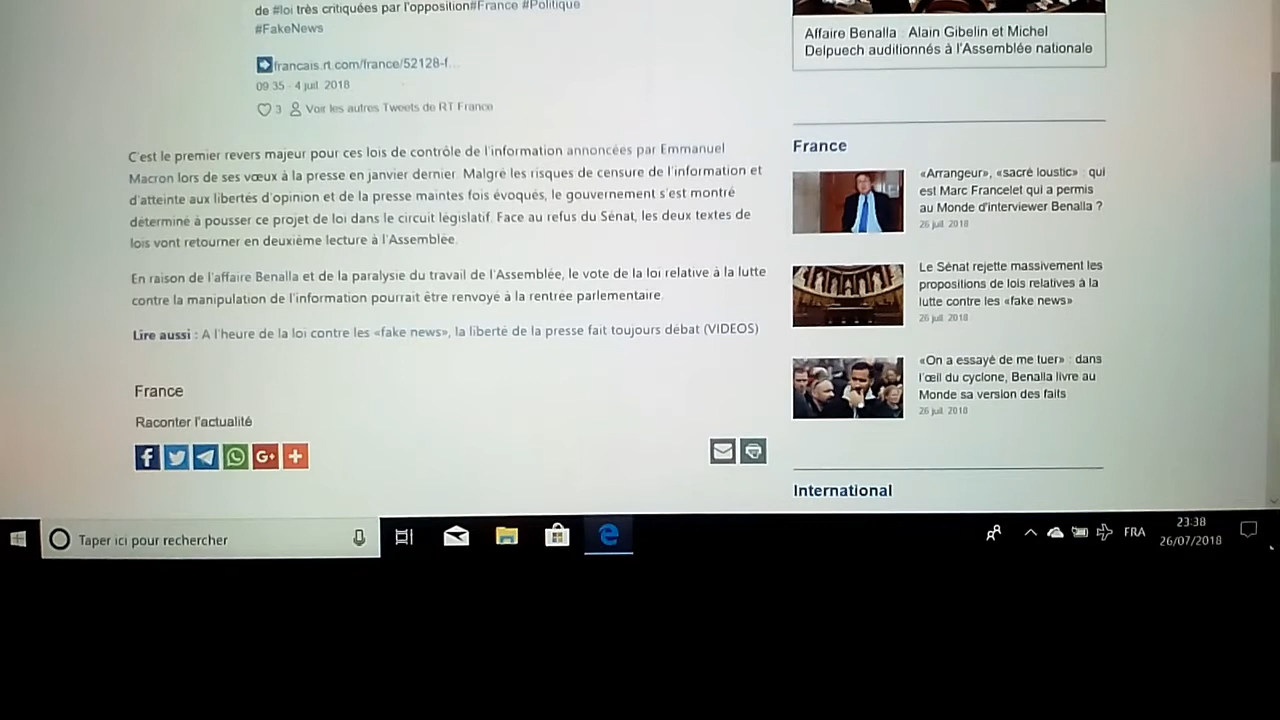 de #loi très critiquées par l'opposition#France #Politique
#FakeNews
francais.rt.com/france/52128-f...
09:35 - 4 juil. 2018
3 Voir les autres Tweets de RT France
C'est le premier revers majeur pour ces lois de contrôle de l'information annoncées par Emmanuel
Macron lors de ses vœux à la presse en janvier dernier. Malgré les risques de censure de l'information et
d'atteinte aux libertés d'opinion et de la presse maintes fois évoqués, le gouvernement s'est montré
déterminé à pousser ce projet de loi dans le circuit législatif. Face au refus du Sénat, les deux textes de
lois vont retourner en deuxième lecture à l'Assemblée.
En raison de l'affaire Benalla et de la paralysie du travail de l'Assemblée, le vote de la loi relative à la lutte
contre la manipulation de l'information pourrait être renvoyé à la rentrée parlementaire.
Lire aussi : A l'heure de la loi contre les «fake news», la liberté de la presse fait toujours débat (VIDEOS)
France
Raconter l'actualité
G+
Affaire Benalla : Alain Gibelin et Michel
Delpuech auditionnés à l'Assemblée nationale
France
«Arrangeur», «sacré loustic» : qui
est Marc Francelet qui a permis
au Monde d'interviewer Benalla ?
26 juil. 2018
Le Sénat rejette massivement les
propositions de lois relatives à la
lutte contre les «fake news»
26 juil. 2018
«On a essayé de me tuer» : dans
l'œil du cyclone, Benalla livre au
Monde sa version des faits
26 juil. 2018
International
Taper ici pour rechercher
FRA
23:38
26/07/2018